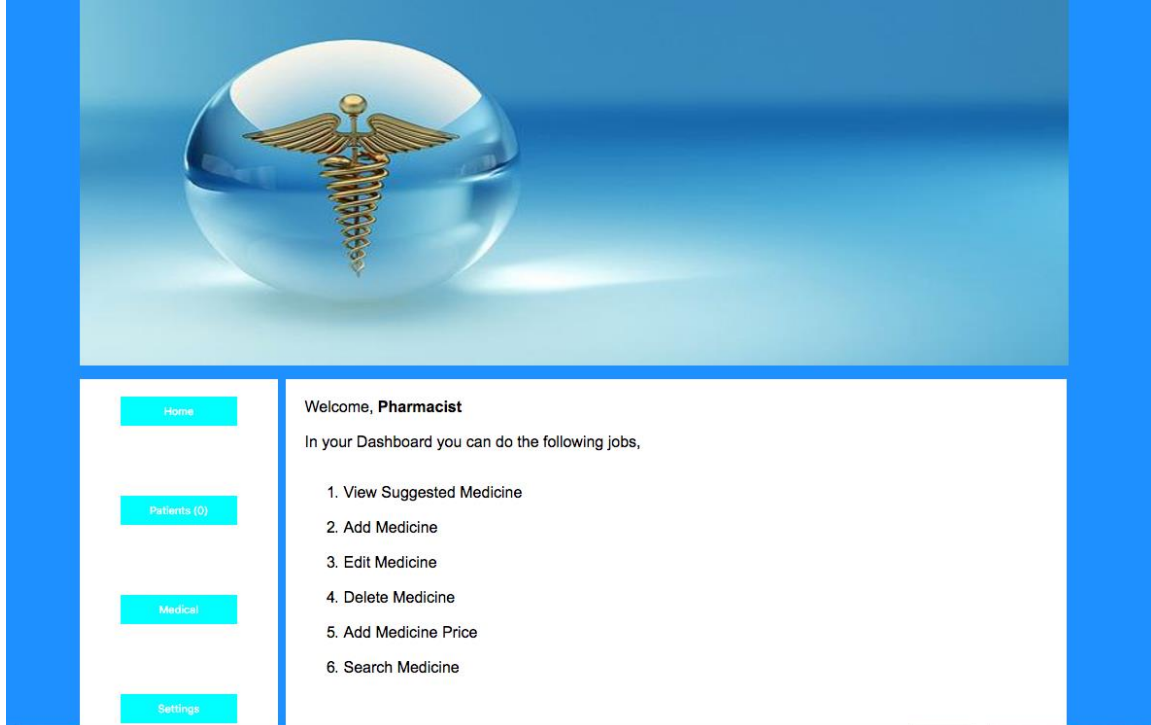 Home
Patients (0)
Medical
Settings
Welcome, Pharmacist
In your Dashboard you can do the following jobs,
1. View Suggested Medicine
2. Add Medicine
3. Edit Medicine
4. Delete Medicine
5. Add Medicine Price
6. Search Medicine